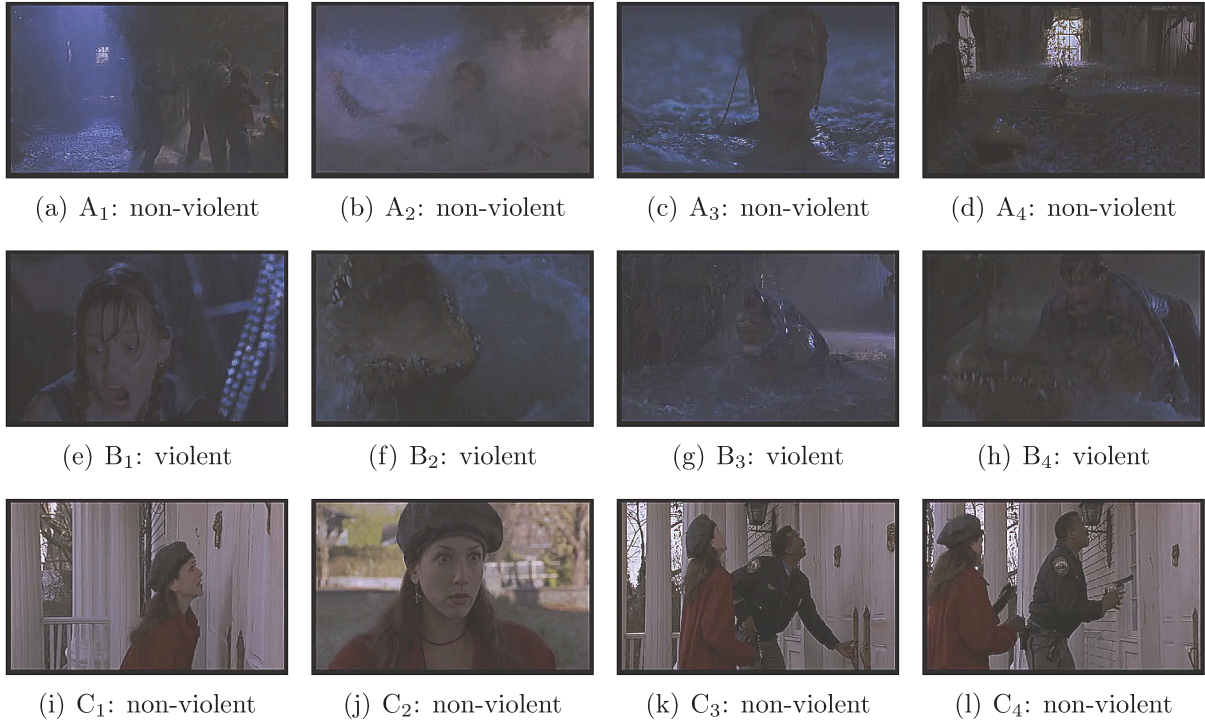 (a) A₁: non-violent
(b) A₂: non-violent
(c) A₃: non-violent
(d) A₄: non-violent
(e) B₁: violent
(f) B₂: violent
(g) B₃: violent
(h) B₄: violent
(i) C₁: non-violent
(j) C₂: non-violent
(k) C₃: non-violent
(l) C₄: non-violent